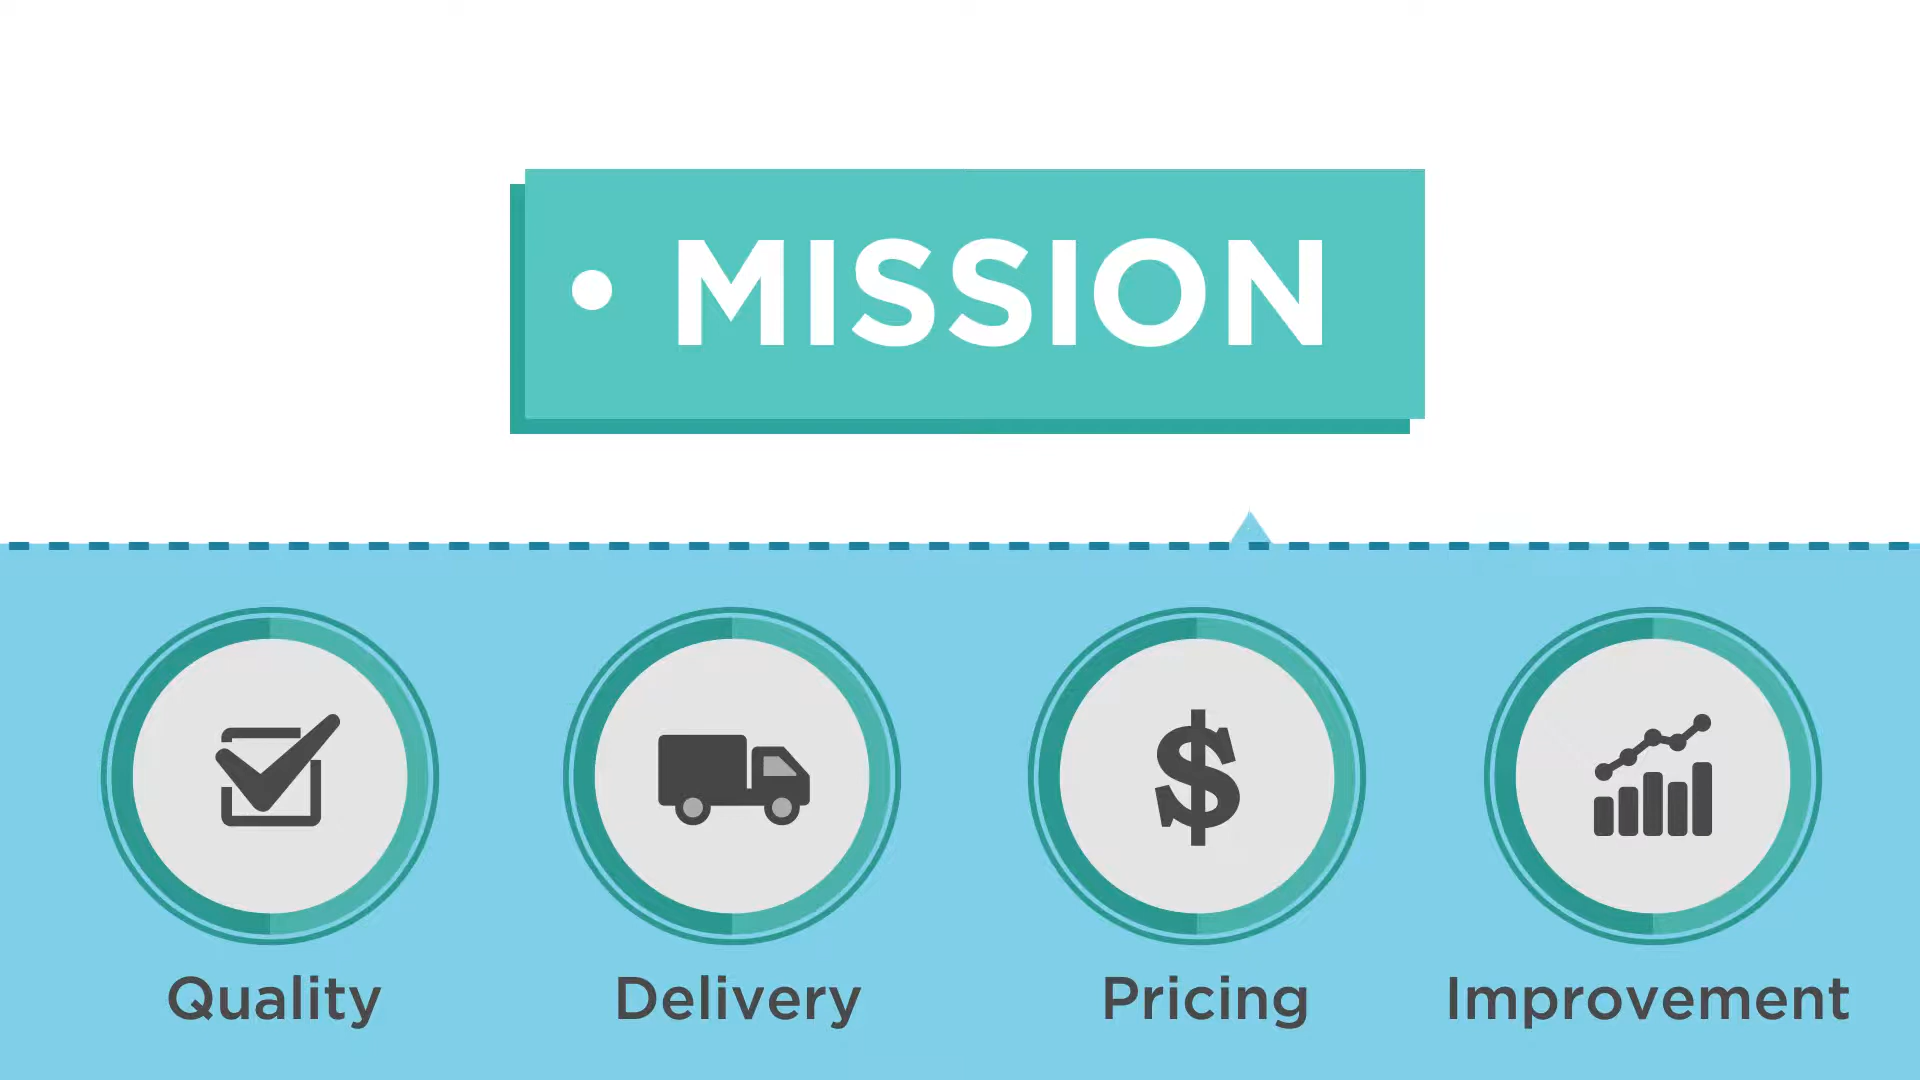 • MISSION
Quality
Delivery
Pricing
Improvement